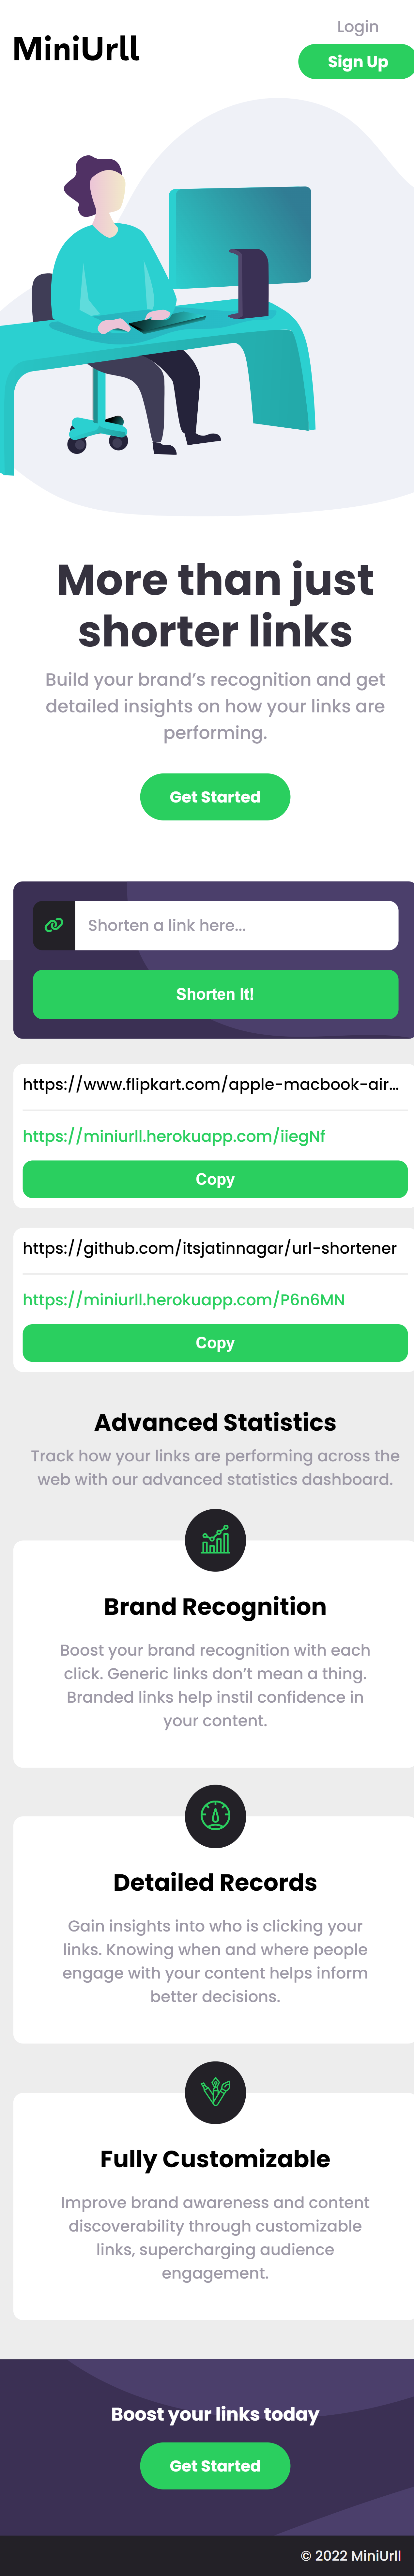 Login
MiniUrll
Sign Up
More than just
shorter links
Build your brand’s recognition and get
detailed insights on how your links are
performing.
Get Started
Shorten a link here...
Shorten It!
https://www.flipkart.com/apple-macbook-air...
https://miniurll.herokuapp.com/iiegNf
Copy
https://github.com/itsjatinnagar/url-shortener
https://miniurll.herokuapp.com/P6n6MN
Copy
Advanced Statistics
Track how your links are performing across the
web with our advanced statistics dashboard.
Brand Recognition
Boost your brand recognition with each
click. Generic links don’t mean a thing.
Branded links help instil confidence in
your content.
Detailed Records
Gain insights into who is clicking your
links. Knowing when and where people
engage with your content helps inform
better decisions.
Fully Customizable
Improve brand awareness and content
discoverability through customizable
links, supercharging audience
engagement.
Boost your links today
Get Started
© 2022 MiniUrll